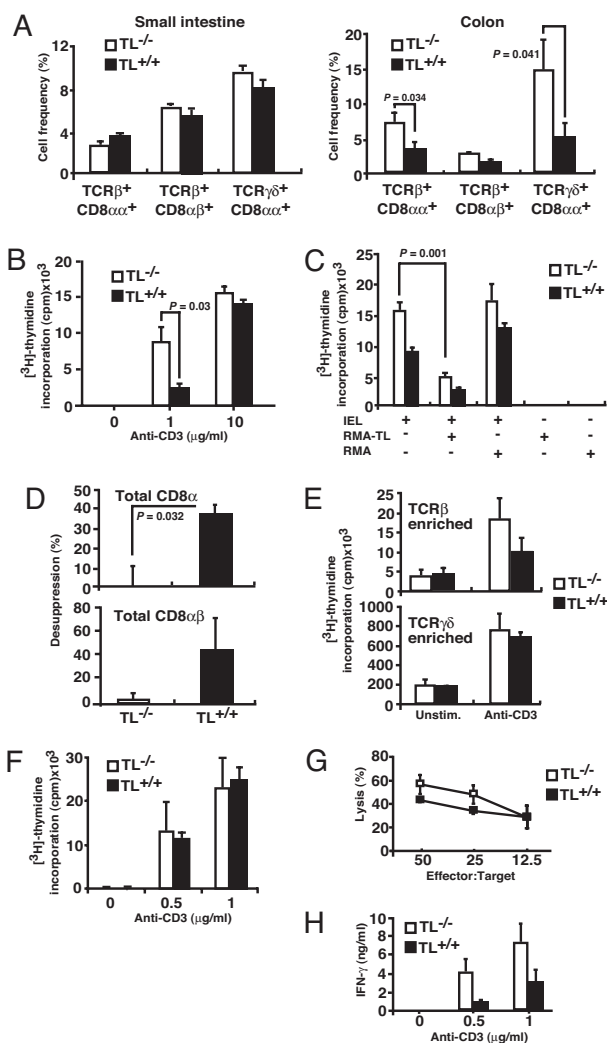 A
Small intestine
TL-/-
TL+/+
Cell frequency (%)
12
8
4
0
TCRβ+ TCRβ+ TCRγδ+
CD8αα+ CD8αβ+ CD8αα+
Colon
TL-/-
TL+/+
P = 0.041
P = 0.034
Cell frequency (%)
20
15
10
5
0
TCRβ+ TCRβ+ TCRγδ+
CD8αα+ CD8αβ+ CD8αα+
B
TL-/-
TL+/+
P = 0.03
[3H]-thymidine
incorporation (cpm)x10³
20
15
10
5
0
0 1 10
Anti-CD3 (μg/ml)
C
P = 0.001
TL-/-
TL+/+
[3H]-thymidine
incorporation (cpm)x10³
25
20
15
10
5
0
IEL + + + - -
RMA-TL - + - + -
RMA - - + - +
D
Total CD8α
P = 0.032
50
40
30
20
10
0
Desuppression (%)
Total CD8αβ
80
60
40
20
0
TL-/- TL+/+
E
TCRβ
enriched
25
20
15
10
5
0
[3H]-thymidine
incorporation (cpm)x10³
TCRγδ
enriched
1000
800
600
400
200
0
Unstim. Anti-CD3
TL-/-
TL+/+
F
TL-/-
TL+/+
[3H]-thymidine
incorporation (cpm)x10³
30
20
10
0
0 0.5 1
Anti-CD3 (μg/ml)
G
TL-/-
TL+/+
Lysis (%)
80
60
40
20
0
50 25 12.5
Effector:Target
H
TL-/-
TL+/+
IFN-γ (ng/ml)
10
8
6
4
2
0
0 0.5 1
Anti-CD3 (μg/ml)